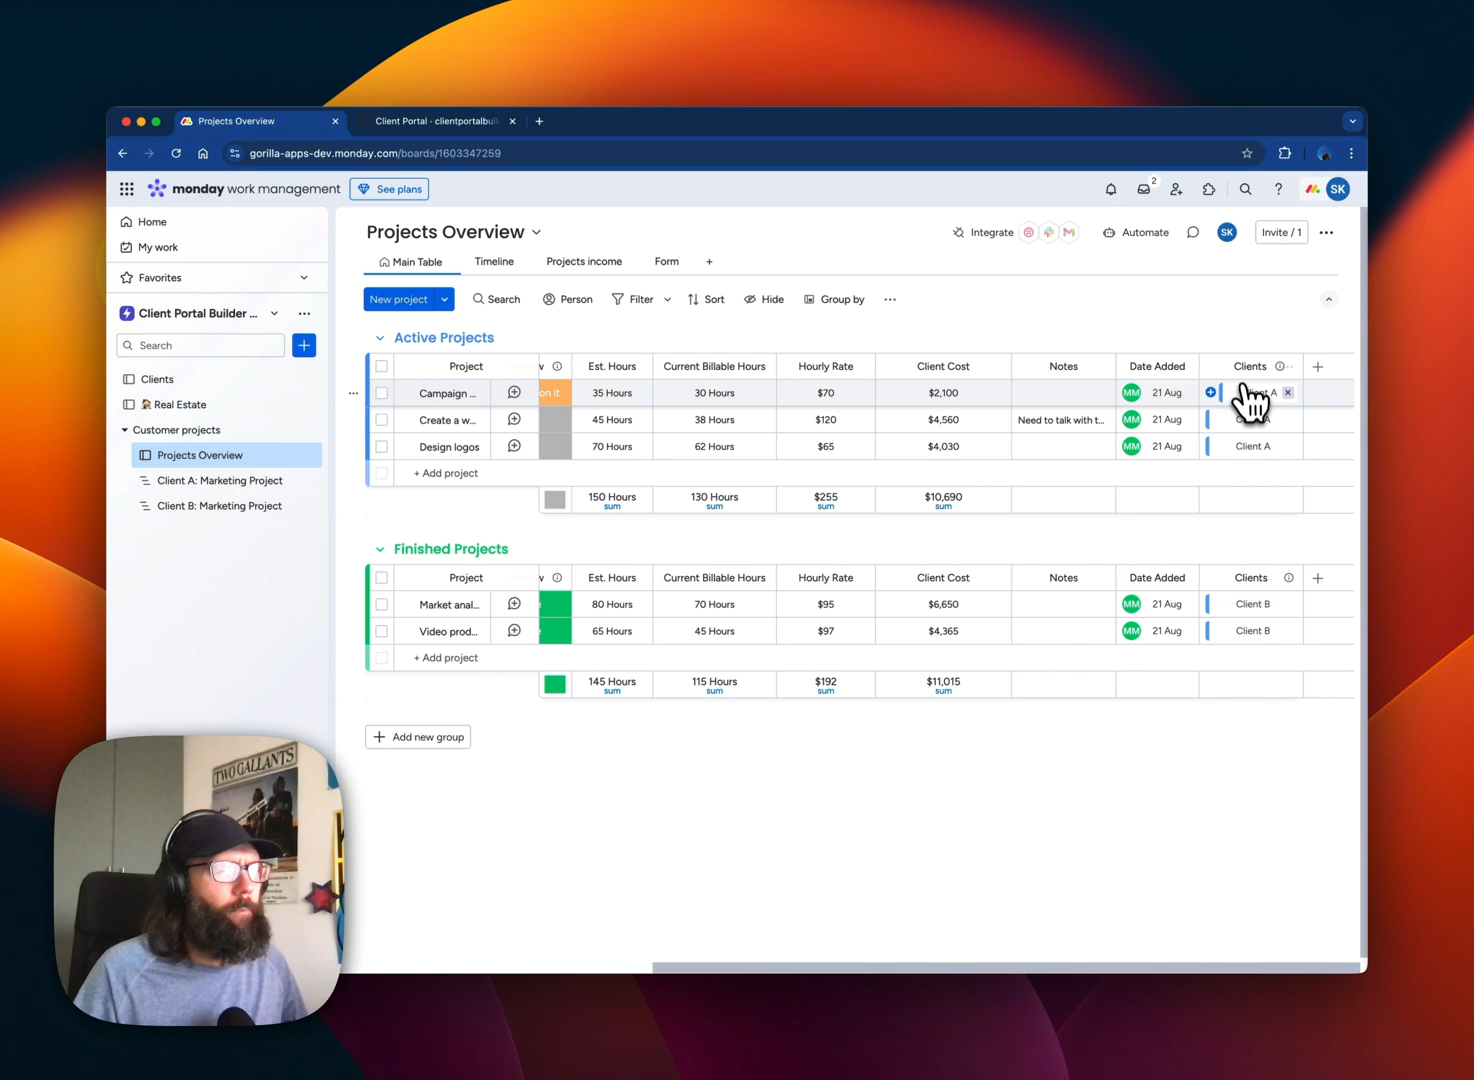 Projects Overview
Client Portal - clientportalbuil
gorilla-apps-dev.monday.com/boards/1603347259
monday work management
See plans
2
SK
Home
My work
Favorites
Client Portal Builder ...
Search
Clients
Real Estate
Customer projects
Projects Overview
Client A: Marketing Project
Client B: Marketing Project
Projects Overview
Integrate
Automate
SK
Invite / 1
Main Table
Timeline
Projects income
Form
New project
Search
Person
Filter
Sort
Hide
Group by
Active Projects
Project
Est. Hours
Current Billable Hours
Hourly Rate
Client Cost
Notes
Date Added
Clients
Campaign ...
on it
35 Hours
30 Hours
$70
$2,100
MM
21 Aug
Create a w...
45 Hours
38 Hours
$120
$4,560
Need to talk with t...
MM
21 Aug
Design logos
70 Hours
62 Hours
$65
$4,030
MM
21 Aug
Client A
+ Add project
150 Hours
sum
130 Hours
sum
$255
sum
$10,690
sum
Finished Projects
Project
Est. Hours
Current Billable Hours
Hourly Rate
Client Cost
Notes
Date Added
Clients
Market anal...
80 Hours
70 Hours
$95
$6,650
MM
21 Aug
Client B
Video prod...
65 Hours
45 Hours
$97
$4,365
MM
21 Aug
Client B
+ Add project
145 Hours
sum
115 Hours
sum
$192
sum
$11,015
sum
Add new group
TWO GALLANTS